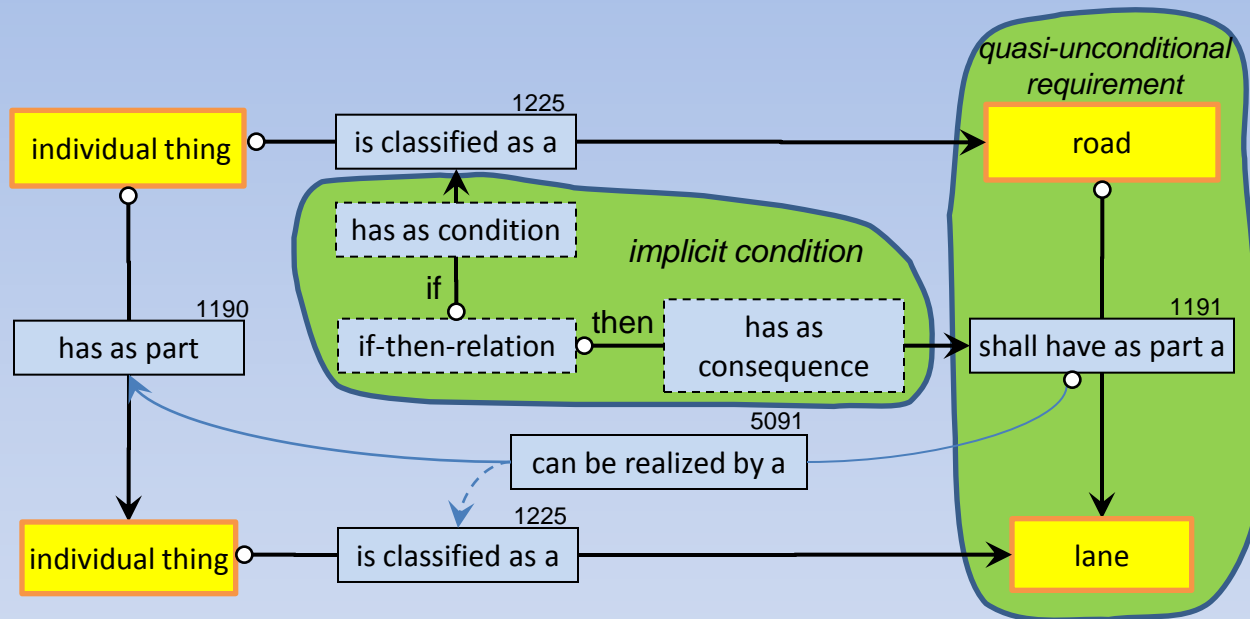 quasi-unconditional
requirement
1225
individual thing
is classified as a
road
has as condition
implicit condition
if
1190
then
1191
has as part
if-then-relation
has as
consequence
shall have as part a
5091
can be realized by a
1225
individual thing
is classified as a
lane